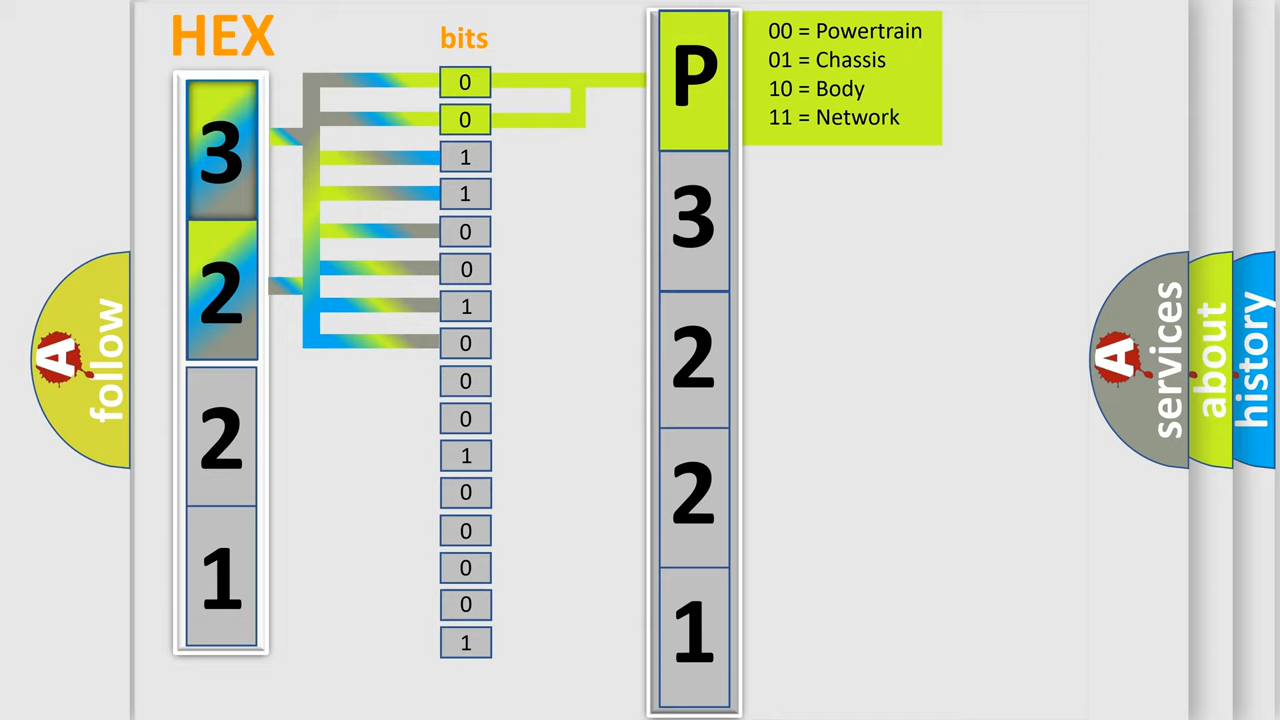 HEX
bits
3
2
2
1
0
0
1
1
0
0
1
0
0
0
1
0
0
0
0
1
P
3
2
2
1
00 = Powertrain
01 = Chassis
10 = Body
11 = Network
A
follow
A
services
about
history